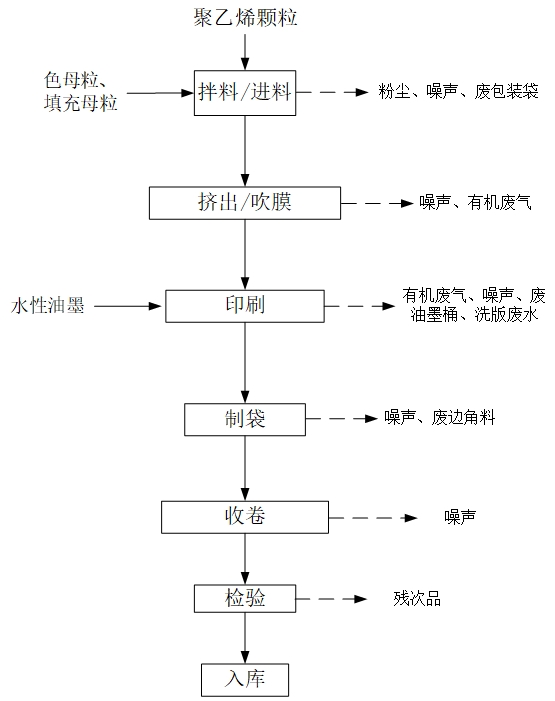 聚乙烯颗粒
色母粒、
填充母粒
拌料/进料
粉尘、噪声、废包装袋
挤出/吹膜
噪声、有机废气
水性油墨
印刷
有机废气、噪声、废
油墨桶、洗版废水
制袋
噪声、废边角料
收卷
噪声
检验
残次品
入库